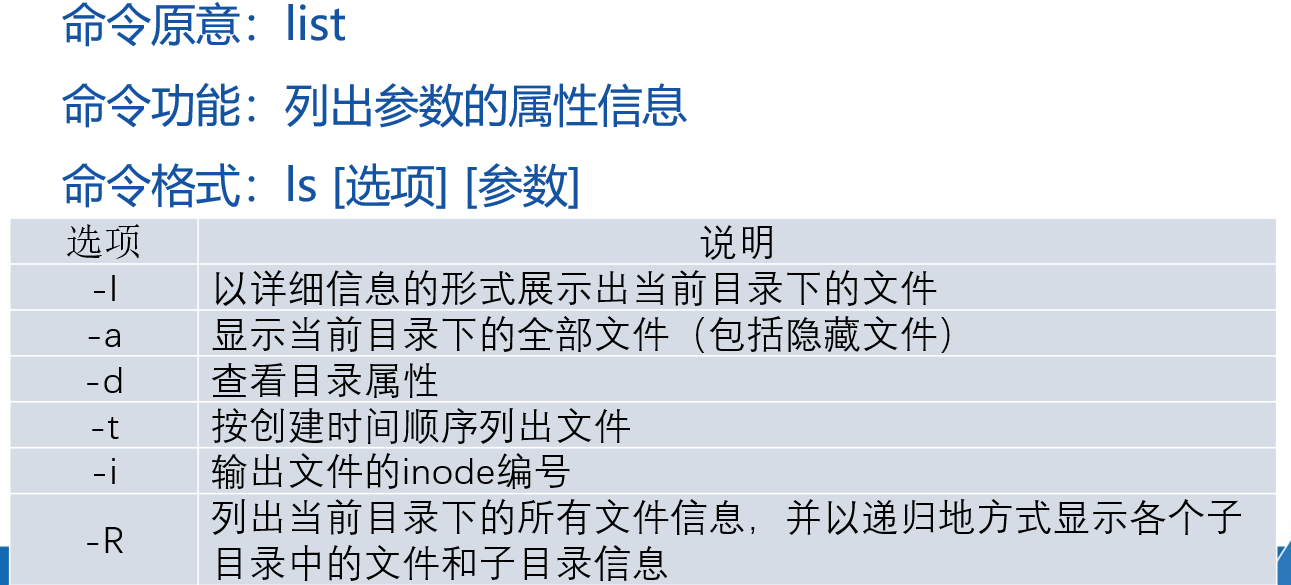 命令原意：list
命令功能：列出参数的属性信息
命令格式：ls [选项] [参数]
选项 说明
-l 以详细信息的形式展示出当前目录下的文件
-a 显示当前目录下的全部文件（包括隐藏文件）
-d 查看目录属性
-t 按创建时间顺序列出文件
-i 输出文件的inode编号
-R 列出当前目录下的所有文件信息，并以递归地方式显示各个子
目录中的文件和子目录信息